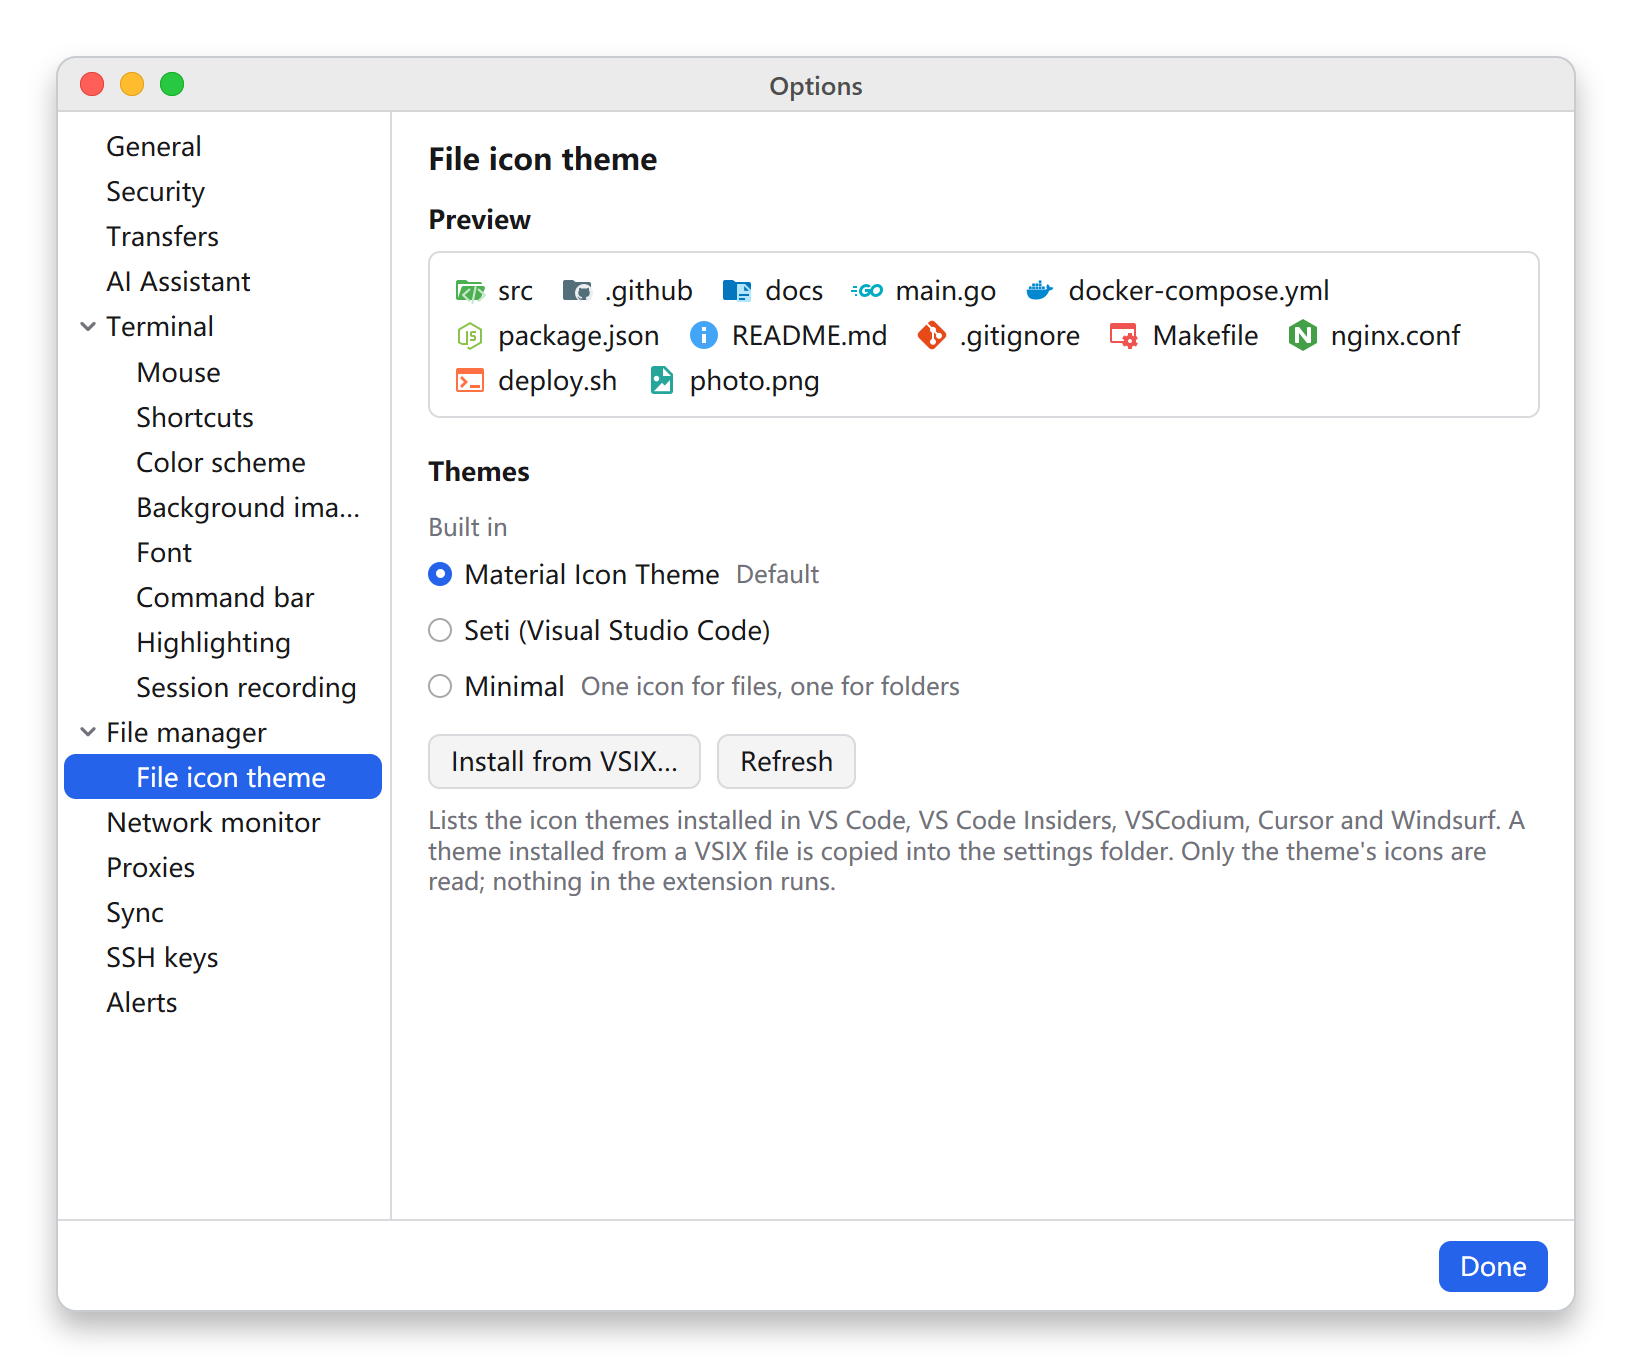 Options
General
Security
Transfers
AI Assistant
Terminal
Mouse
Shortcuts
Color scheme
Background ima...
Font
Command bar
Highlighting
Session recording
File manager
File icon theme
Network monitor
Proxies
Sync
SSH keys
Alerts
File icon theme
Preview
src .github docs main.go docker-compose.yml
package.json README.md .gitignore Makefile nginx.conf
deploy.sh photo.png
Themes
Built in
Material Icon Theme Default
Seti (Visual Studio Code)
Minimal One icon for files, one for folders
Install from VSIX... Refresh
Lists the icon themes installed in VS Code, VS Code Insiders, VSCodium, Cursor and Windsurf. A
theme installed from a VSIX file is copied into the settings folder. Only the theme's icons are
read; nothing in the extension runs.
Done